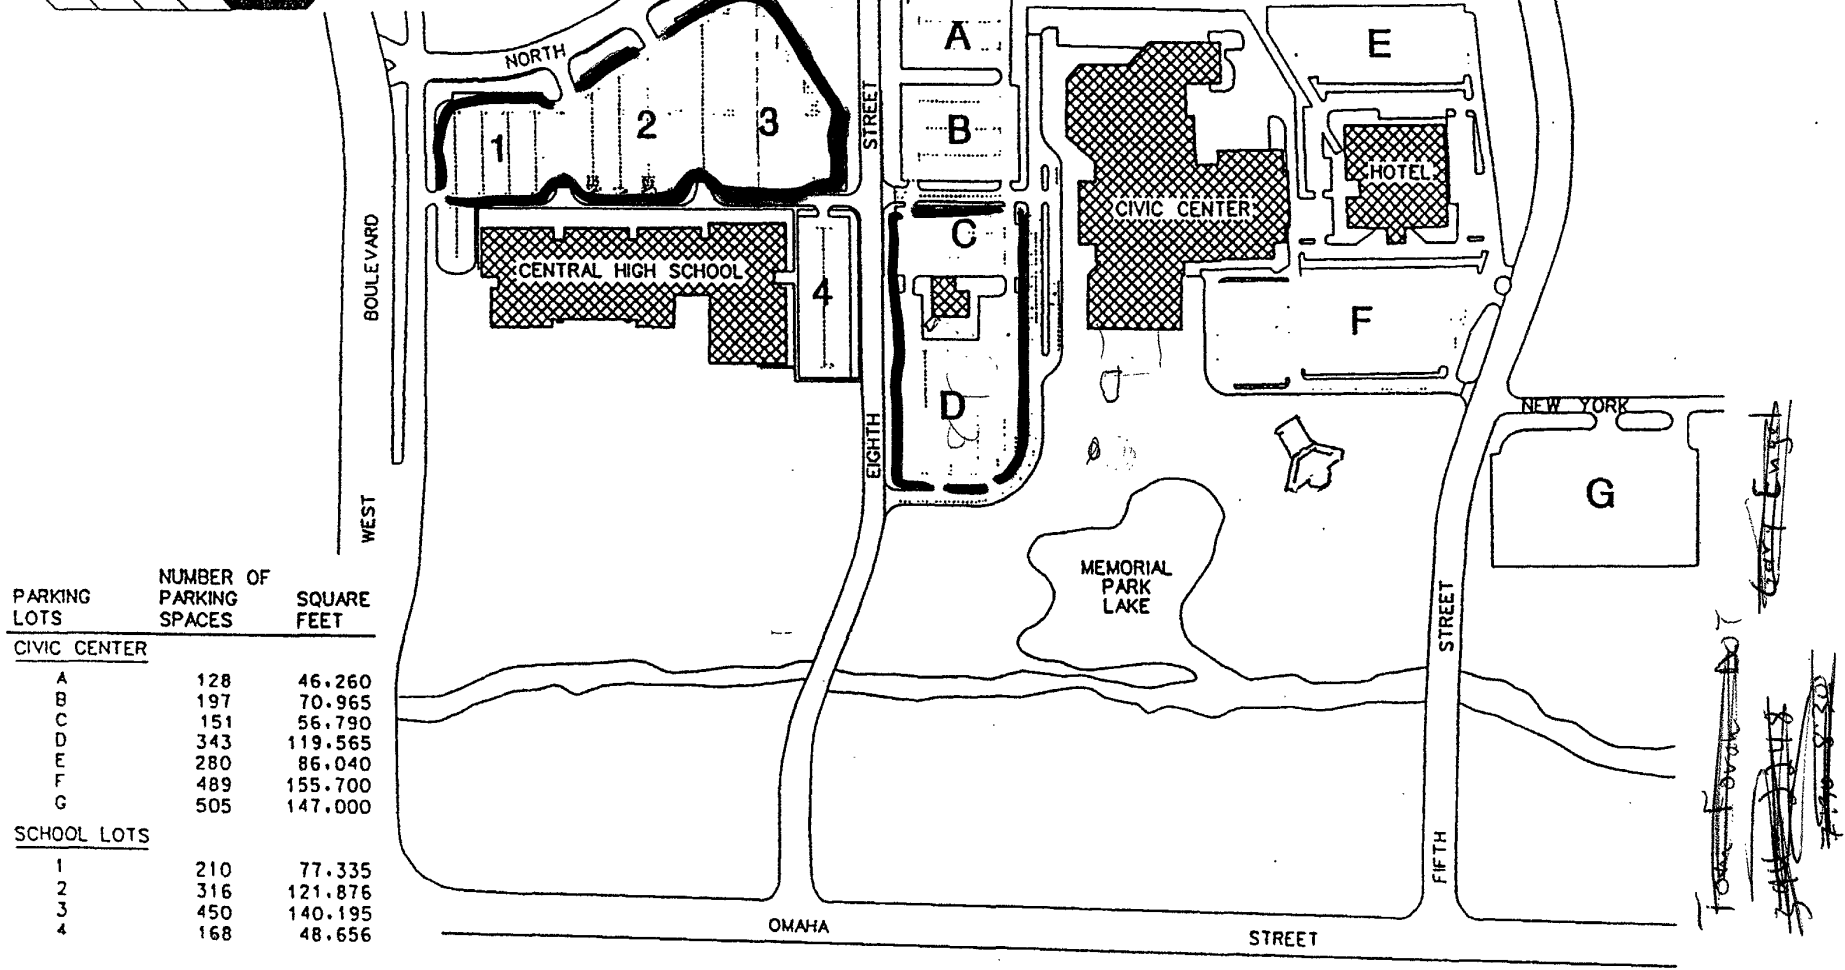 NORTH
STREET
A
E
1
2
3
B
HOTEL
CIVIC CENTER
BOULEVARD
CENTRAL HIGH SCHOOL
4
C
F
D
EIGHTH
NEW YORK
G
WEST
MEMORIAL
PARK
LAKE
STREET
FIFTH
OMAHA
STREET
PARKING LOTS NUMBER OF PARKING SPACES SQUARE FEET
CIVIC CENTER
A 128 46.260
B 197 70.965
C 151 56.790
D 343 119.565
E 280 86.040
F 489 155.700
G 505 147.000
SCHOOL LOTS
1 210 77.335
2 316 121.876
3 450 140.195
4 168 48.656